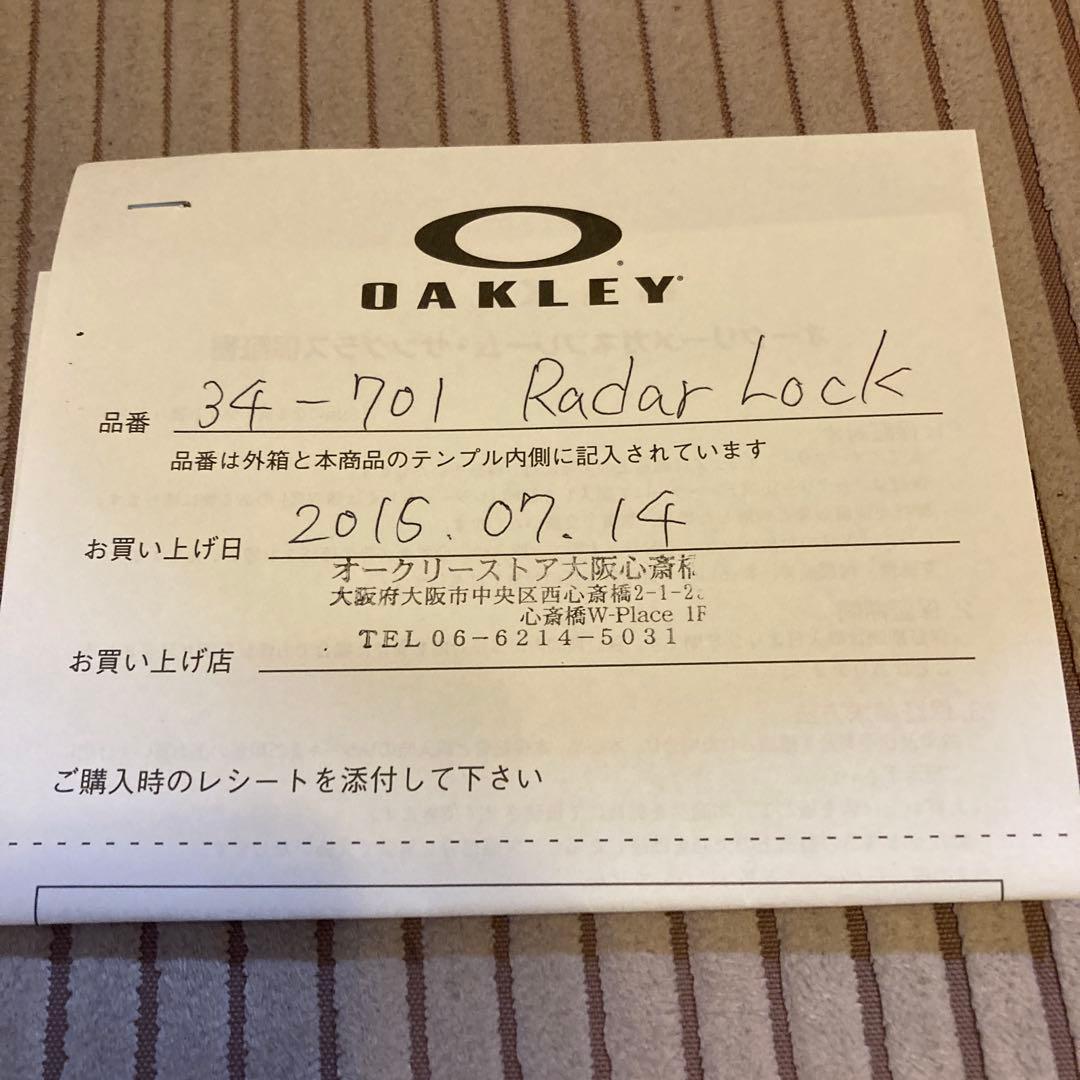 OAKLEY
品番 34-701 Radar Lock
品番は外箱と本商品のテンプル内側に記入されています
お買い上げ日 2016.07.14
オークリーストア大阪心斎橋
大阪府大阪市中央区西心斎橋2-1-2
心斎橋W-Place 1F
TEL06-6214-5031
お買い上げ店
ご購入時のレシートを添付して下さい